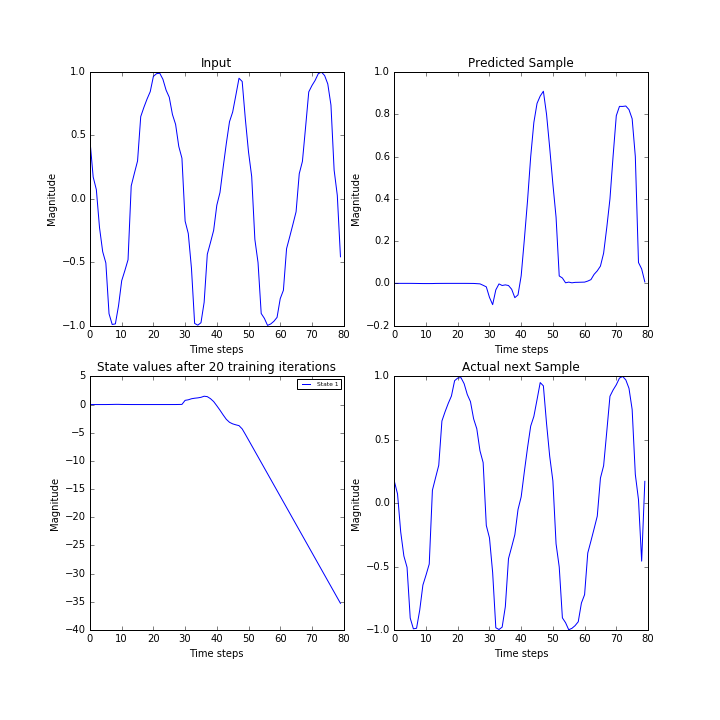 Input
Predicted Sample
1.0
0.5
0.0
−0.5
−1.0
Magnitude
0 10 20 30 40 50 60 70 80
Time steps
1.0
0.8
0.6
0.4
0.2
0.0
−0.2
Magnitude
0 10 20 30 40 50 60 70 80
Time steps
State values after 20 training iterations
Actual next Sample
5
0
−5
−10
−15
−20
−25
−30
−35
−40
Magnitude
State 1
0 10 20 30 40 50 60 70 80
Time steps
1.0
0.5
0.0
−0.5
−1.0
Magnitude
0 10 20 30 40 50 60 70 80
Time steps